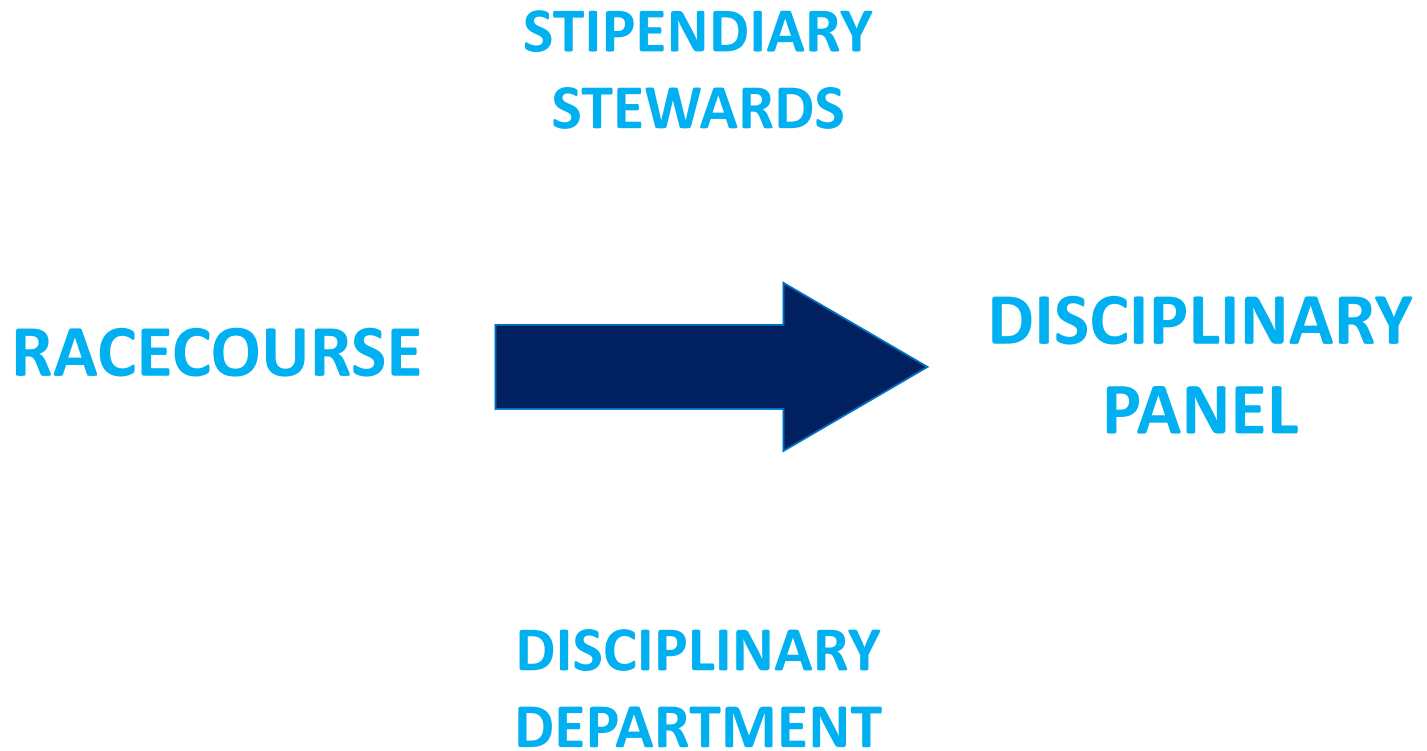 STIPENDIARY
STEWARDS
RACECOURSE
DISCIPLINARY
PANEL
DISCIPLINARY
DEPARTMENT